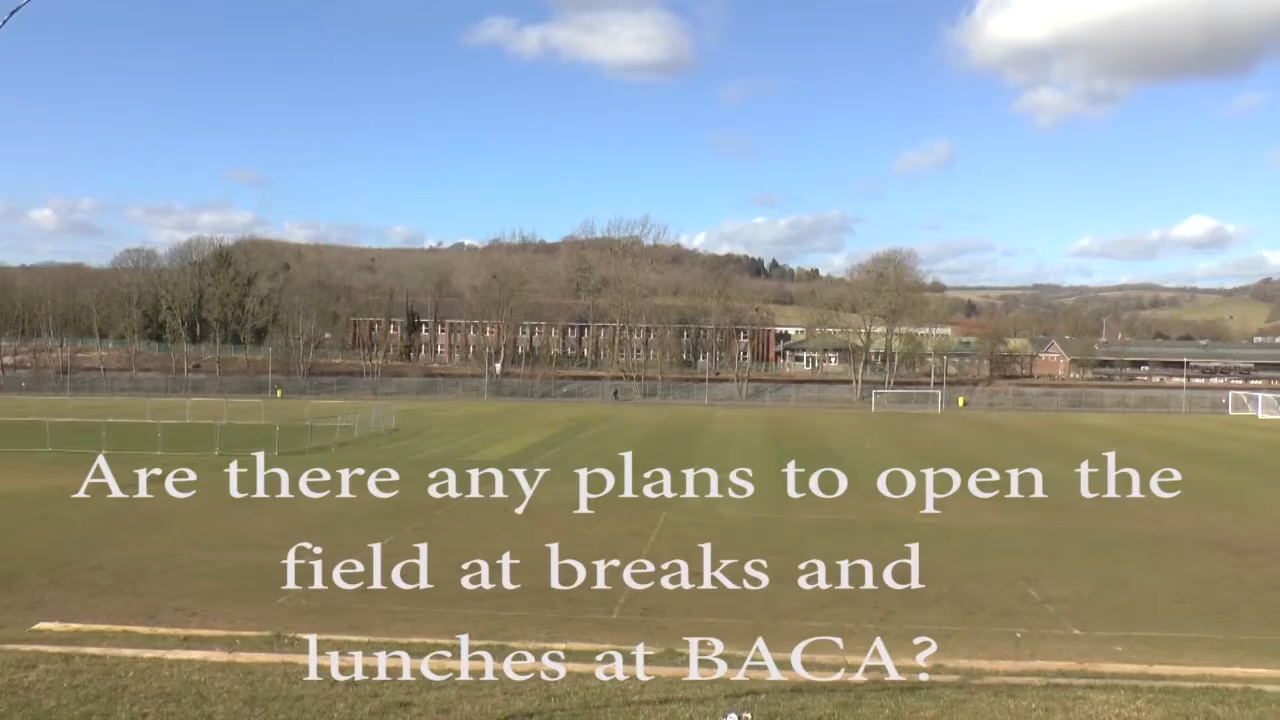 Are there any plans to open the
field at breaks and
lunches at BACA?